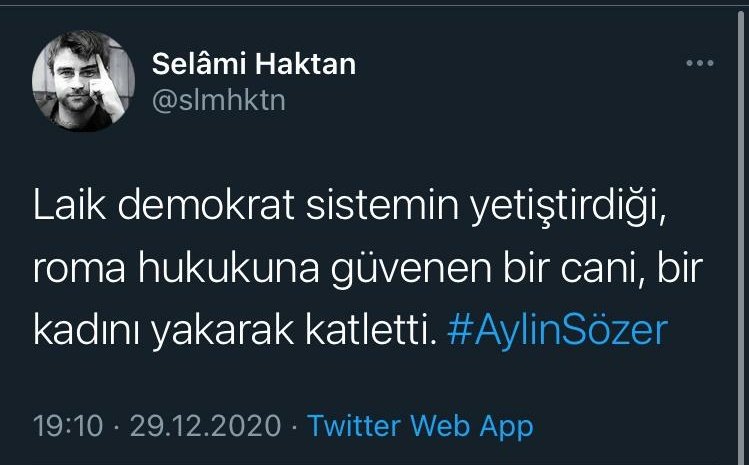 Selâmi Haktan
@slmhktn
Laik demokrat sistemin yetiştirdiği,
roma hukukuna güvenen bir cani, bir
kadını yakarak katletti. #AylinSözer
19:10 · 29.12.2020 · Twitter Web App